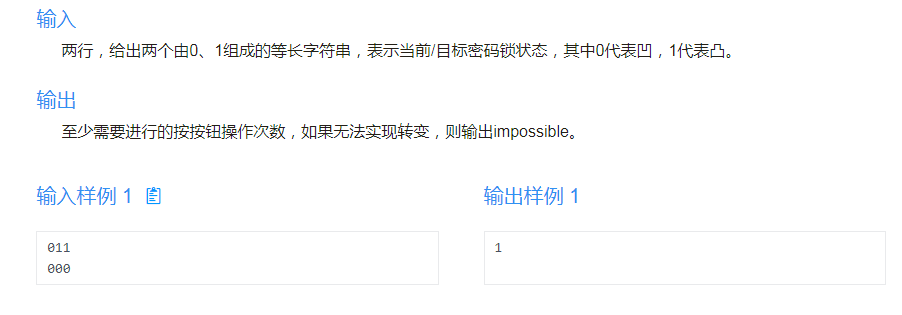 输入
两行，给出两个由0、1组成的等长字符串，表示当前/目标密码锁状态，其中0代表凹，1代表凸。
输出
至少需要进行的按按钮操作次数，如果无法实现转变，则输出impossible。
输入样例 1
输出样例 1
011
000
1